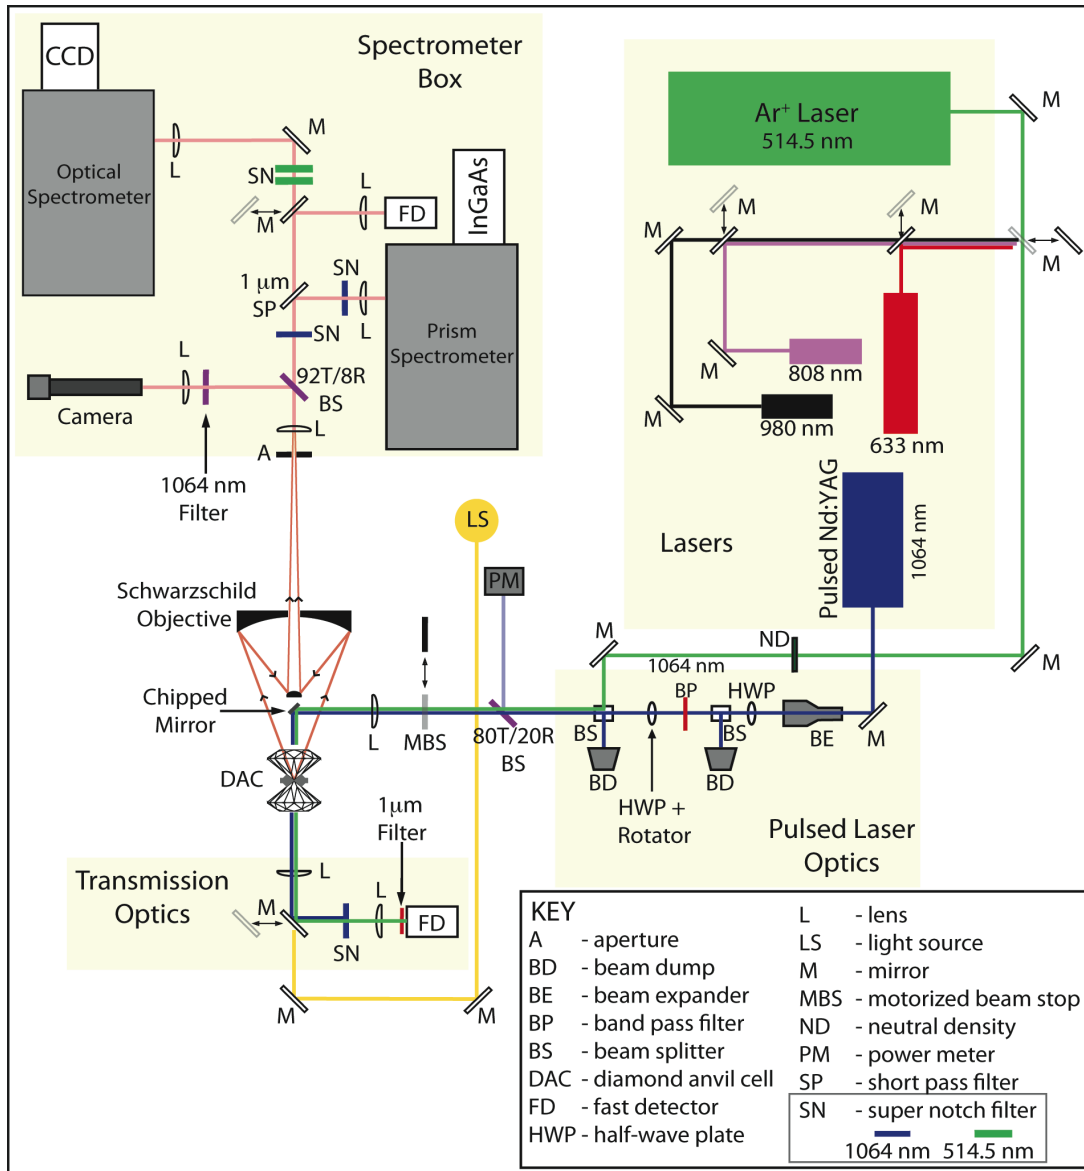 CCD
Spectrometer
Box
M
L
SN
Optical
Spectrometer
M
L
FD
InGaAs
1 μm
SP
SN
L
SN
Prism
Spectrometer
L
92T/8R
BS
Camera
L
A
1064 nm
Filter
Ar⁺ Laser
514.5 nm
M
M
M
M
M
M
808 nm
M
980 nm
633 nm
Pulsed Nd:YAG
1064 nm
Lasers
LS
PM
Schwarzschild
Objective
Chipped
Mirror
L
MBS
80T/20R
BS
M
ND
M
1064 nm
BP
HWP
BS
BS
BE
M
BD
BD
HWP +
Rotator
Pulsed Laser
Optics
DAC
1μm
Filter
Transmission
Optics
L
M
L
FD
SN
M
M
KEY
A - aperture
BD - beam dump
BE - beam expander
BP - band pass filter
BS - beam splitter
DAC - diamond anvil cell
FD - fast detector
HWP - half-wave plate
L - lens
LS - light source
M - mirror
MBS - motorized beam stop
ND - neutral density
PM - power meter
SP - short pass filter
SN - super notch filter
1064 nm 514.5 nm